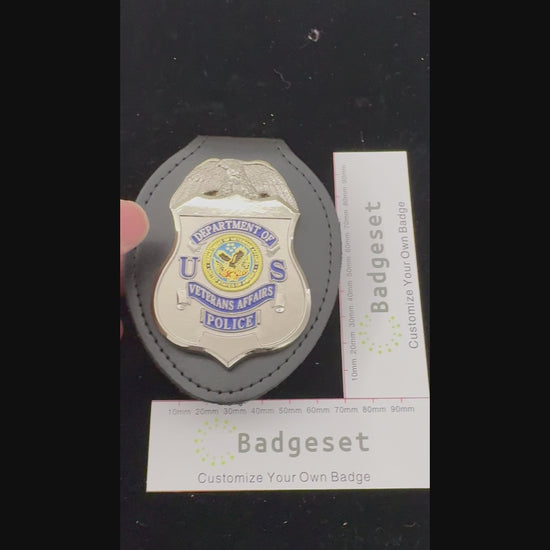 DEPARTMENT OF
U S
VETERANS AFFAIRS
POLICE
10mm 20mm 30mm 40mm 50mm 60mm 70mm 80mm 90mm
Badgeset
Customize Your Own Badge
10mm 20mm 30mm 40mm 50mm 60mm 70mm 80mm 90mm
Badgeset
Customize Your Own Badge